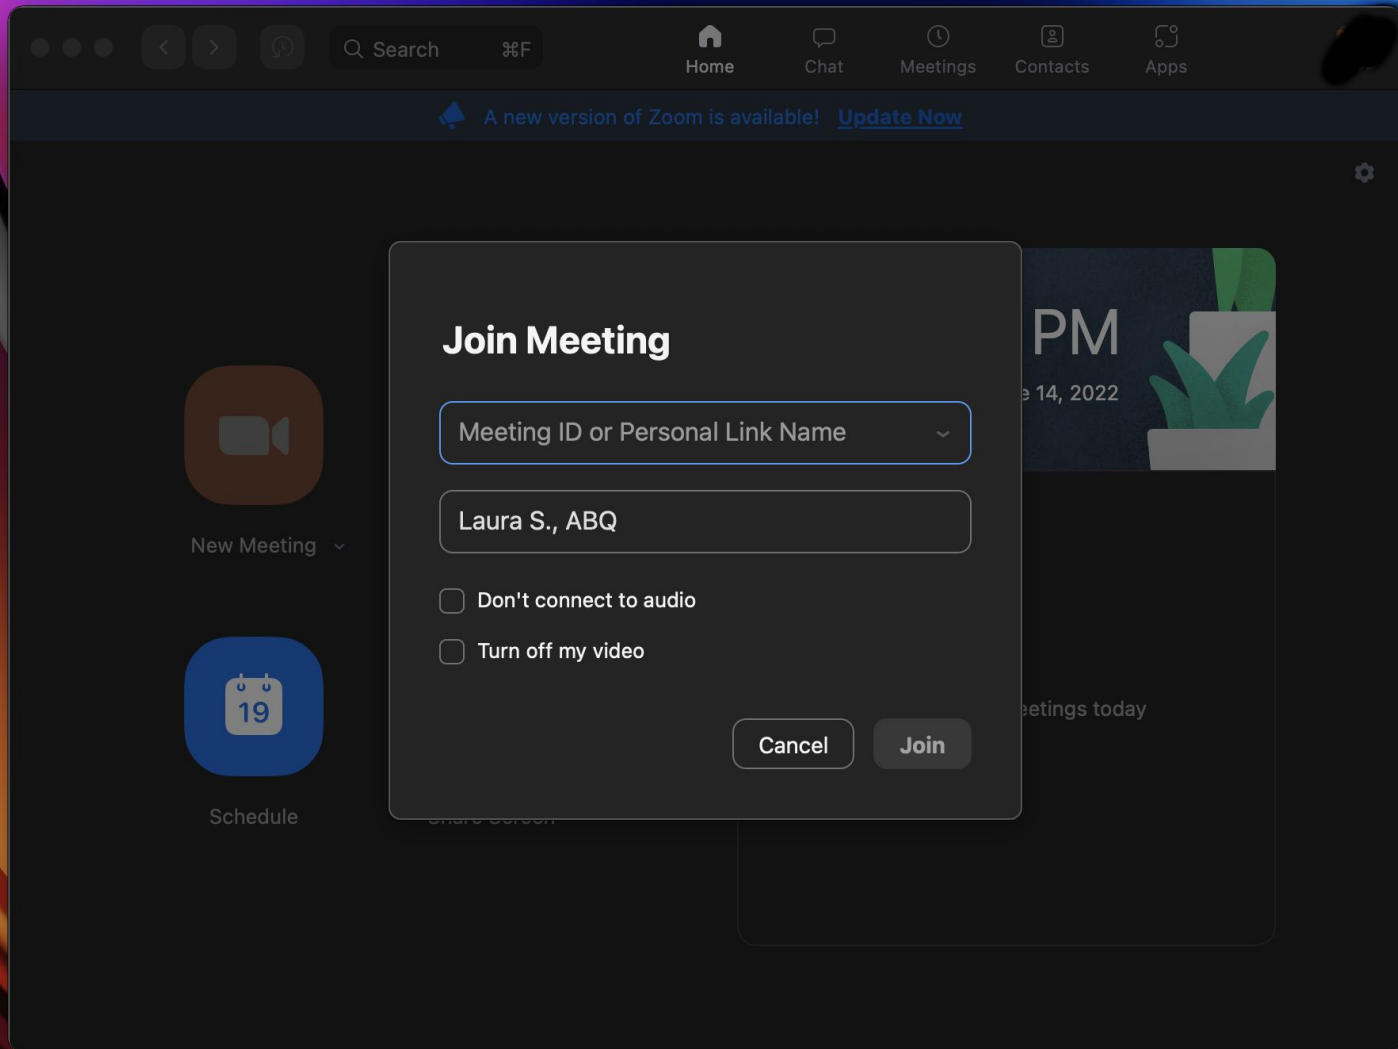 Search ⌘F
Home
Chat
Meetings
Contacts
Apps
A new version of Zoom is available! Update Now
PM
14, 2022
Join Meeting
Meeting ID or Personal Link Name
Laura S., ABQ
Don't connect to audio
Turn off my video
Cancel
Join
New Meeting
19
Schedule
today